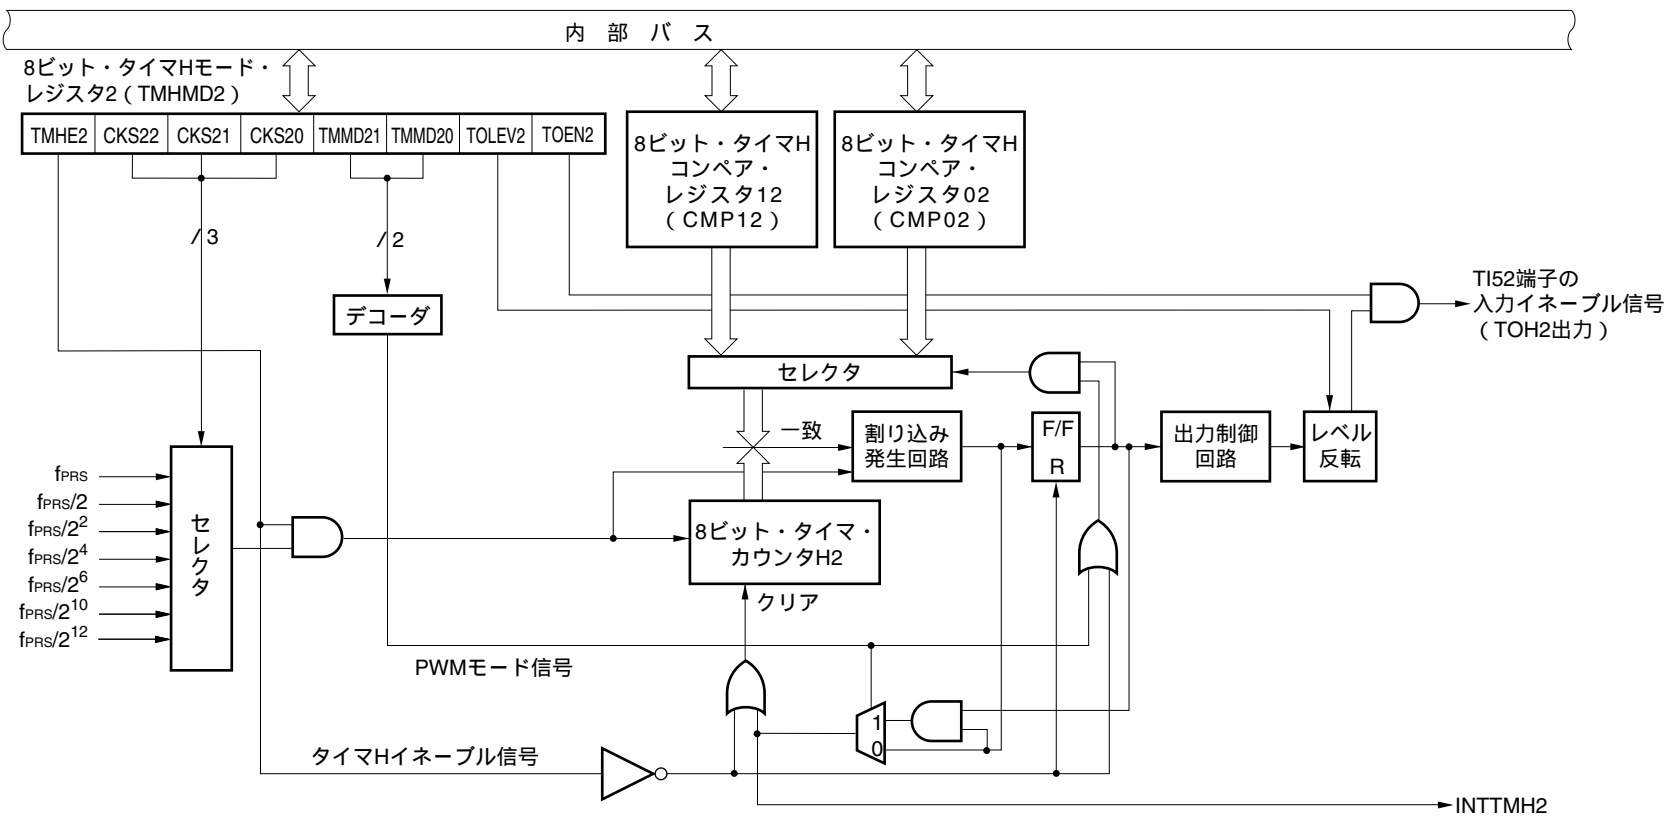 内 部 バ ス
8ビット・タイマHモード・
レジスタ2（TMHMD2）
TMHE2 CKS22 CKS21 CKS20 TMMD21 TMMD20 TOLEV2 TOEN2
8ビット・タイマH
コンペア・
レジスタ12
（CMP12）
8ビット・タイマH
コンペア・
レジスタ02
（CMP02）
/3
/2
デコーダ
TI52端子の
入力イネーブル信号
（TOH2出力）
セレクタ
一致
割り込み
発生回路
F/F
R
出力制御
回路
レベル
反転
fPRS
fPRS/2
fPRS/2²
fPRS/2⁴
fPRS/2⁶
fPRS/2¹⁰
fPRS/2¹²
セレクタ
8ビット・タイマ・
カウンタH2
クリア
PWMモード信号
1
0
タイマHイネーブル信号
INTTMH2